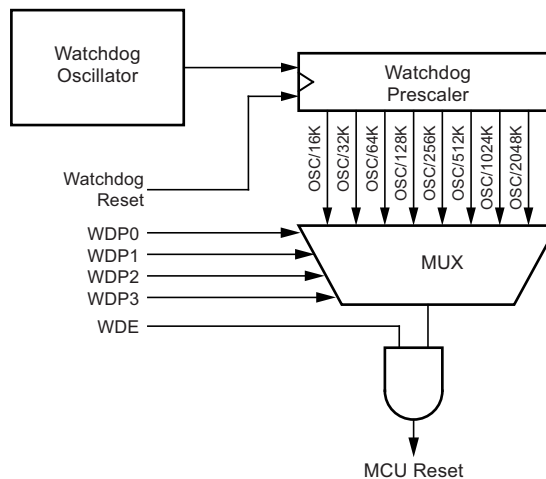 Watchdog
Oscillator
Watchdog
Prescaler
OSC/16K
OSC/32K
OSC/64K
OSC/128K
OSC/256K
OSC/512K
OSC/1024K
OSC/2048K
Watchdog
Reset
WDP0
WDP1
WDP2
WDP3
WDE
MUX
MCU Reset